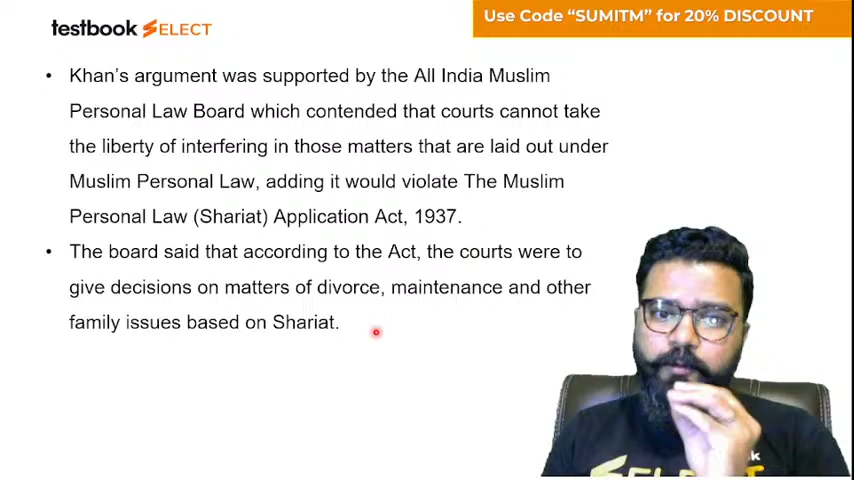 testbook SELECT
Use Code “SUMITM” for 20% DISCOUNT
• Khan’s argument was supported by the All India Muslim
Personal Law Board which contended that courts cannot take
the liberty of interfering in those matters that are laid out under
Muslim Personal Law, adding it would violate The Muslim
Personal Law (Shariat) Application Act, 1937.
• The board said that according to the Act, the courts were to
give decisions on matters of divorce, maintenance and other
family issues based on Shariat.